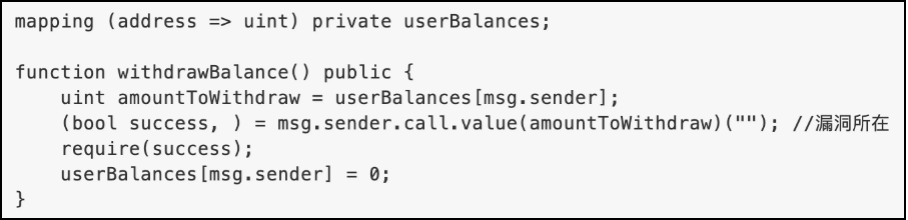 mapping (address => uint) private userBalances;
function withdrawBalance() public {
    uint amountToWithdraw = userBalances[msg.sender];
    (bool success, ) = msg.sender.call.value(amountToWithdraw)(""); //漏洞所在
    require(success);
    userBalances[msg.sender] = 0;
}